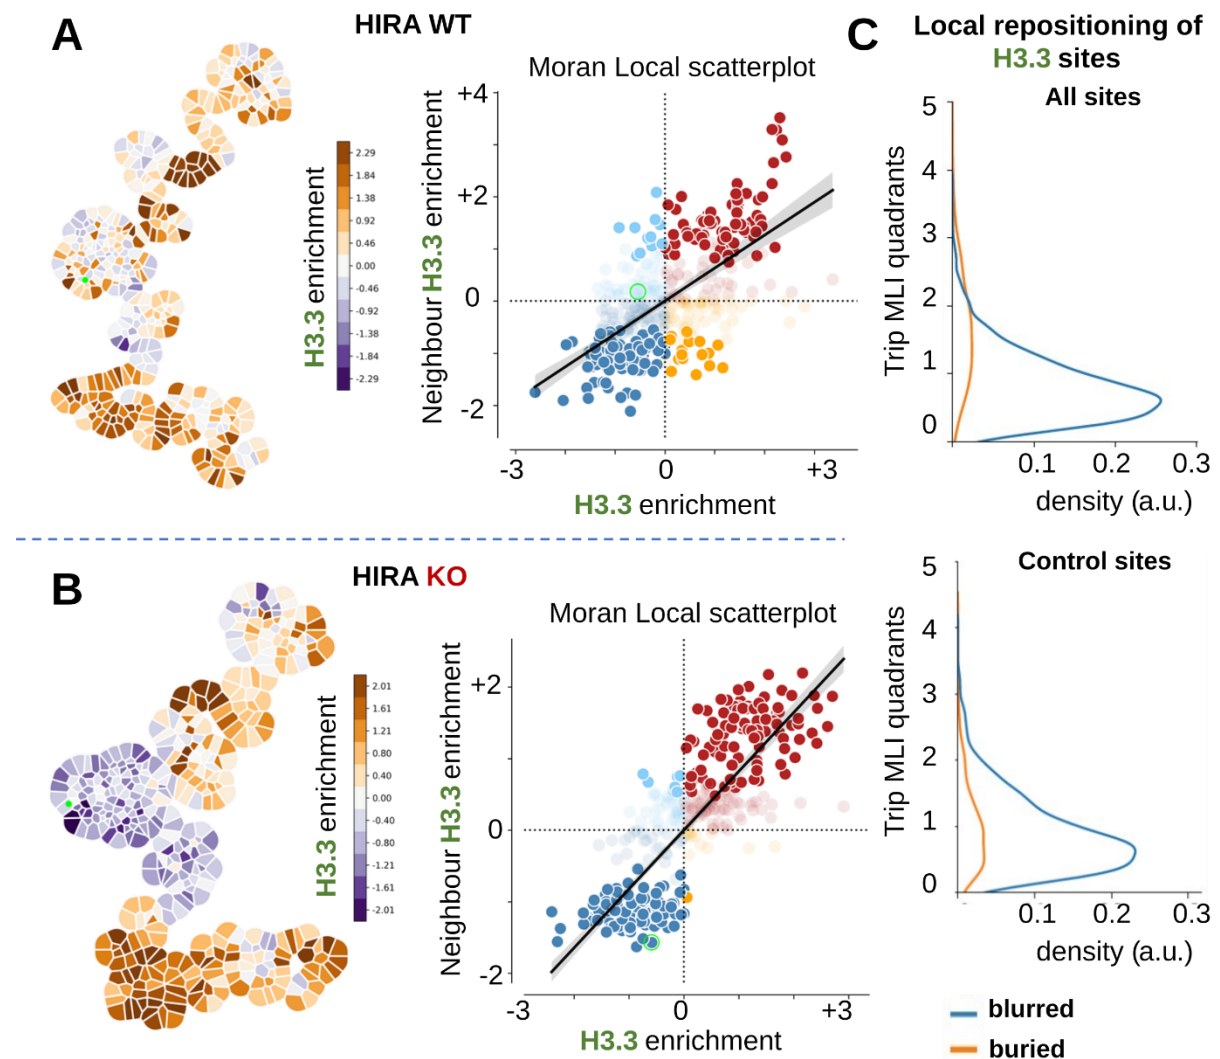 A
HIRA WT
Moran Local scatterplot
H3.3 enrichment
2.29
1.84
1.38
0.92
0.46
0.00
-0.46
-0.92
-1.38
-1.84
-2.29
Neighbour H3.3 enrichment
+4
+2
0
-2
-3
0
+3
H3.3 enrichment
B
HIRA KO
Moran Local scatterplot
H3.3 enrichment
2.01
1.61
1.21
0.80
0.40
0.00
-0.40
-0.80
-1.21
-1.61
-2.01
Neighbour H3.3 enrichment
+2
0
-2
-3
0
+3
H3.3 enrichment
C
Local repositioning of
H3.3 sites
All sites
Trip MLI quadrants
5
4
3
2
1
0
0.1
0.2
0.3
density (a.u.)
Control sites
Trip MLI quadrants
5
4
3
2
1
0
0.1
0.2
0.3
density (a.u.)
blurred
buried